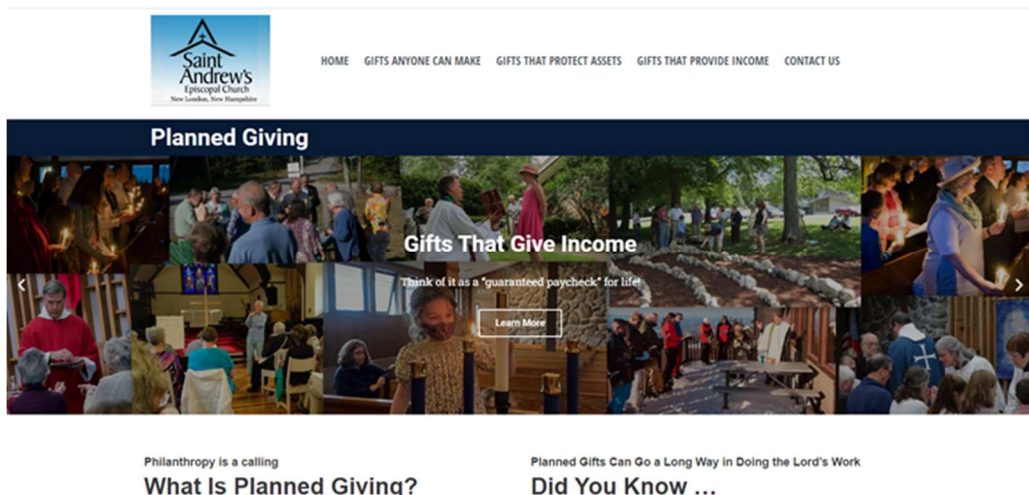 Saint
Andrew's
Episcopal Church
New London, New Hampshire
HOME GIFTS ANYONE CAN MAKE GIFTS THAT PROTECT ASSETS GIFTS THAT PROVIDE INCOME CONTACT US
Planned Giving
Gifts That Give Income
Think of it as a "guaranteed paycheck" for life!
Learn More
Philanthropy is a calling
What Is Planned Giving?
Planned Gifts Can Go a Long Way in Doing the Lord's Work
Did You Know ...